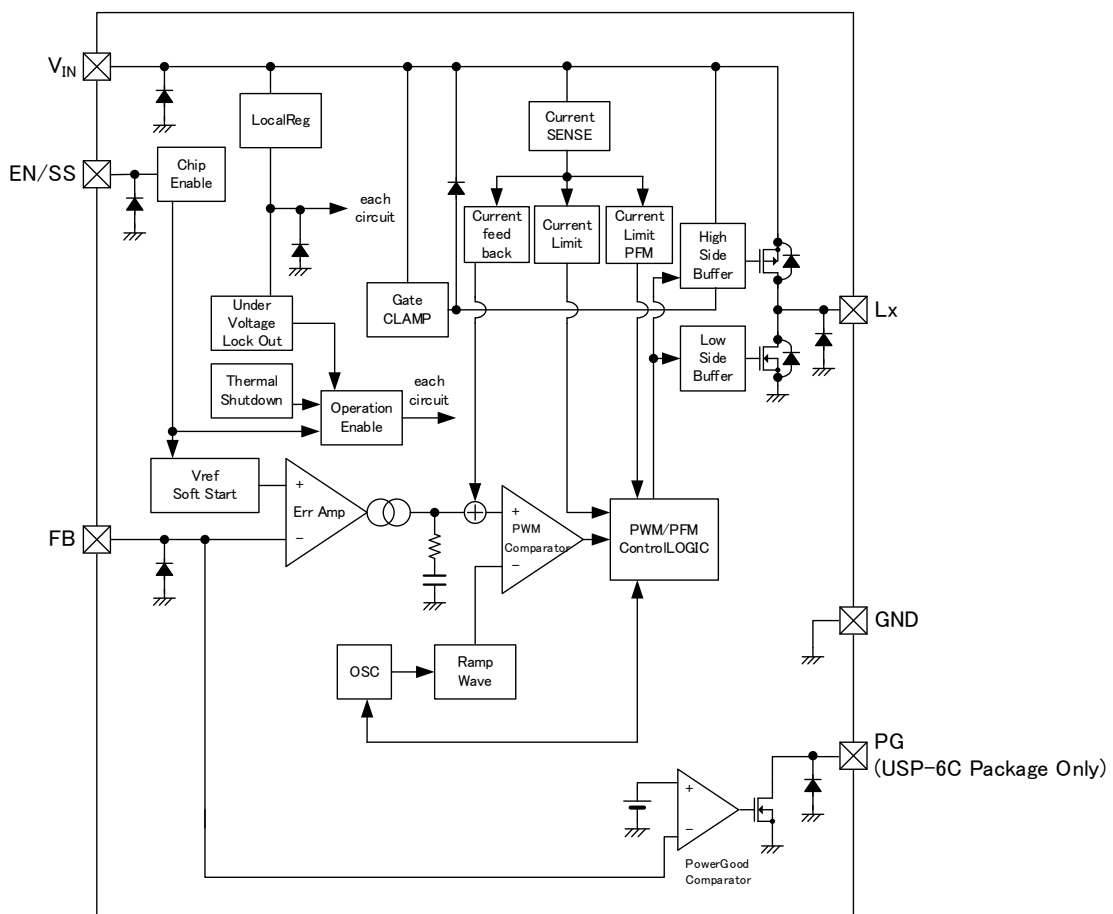 VIN
LocalReg
Current
SENSE
EN/SS
Chip
Enable
each
circuit
Current
feed
back
Current
Limit
Current
Limit
PFM
High
Side
Buffer
Gate
CLAMP
Lx
Under
Voltage
Lock Out
Low
Side
Buffer
Thermal
Shutdown
Operation
Enable
each
circuit
Vref
Soft Start
+
Err Amp
−
+
PWM
Comparator
−
PWM/PFM
ControlLOGIC
FB
GND
OSC
Ramp
Wave
PG
(USP-6C Package Only)
+
−
PowerGood
Comparator